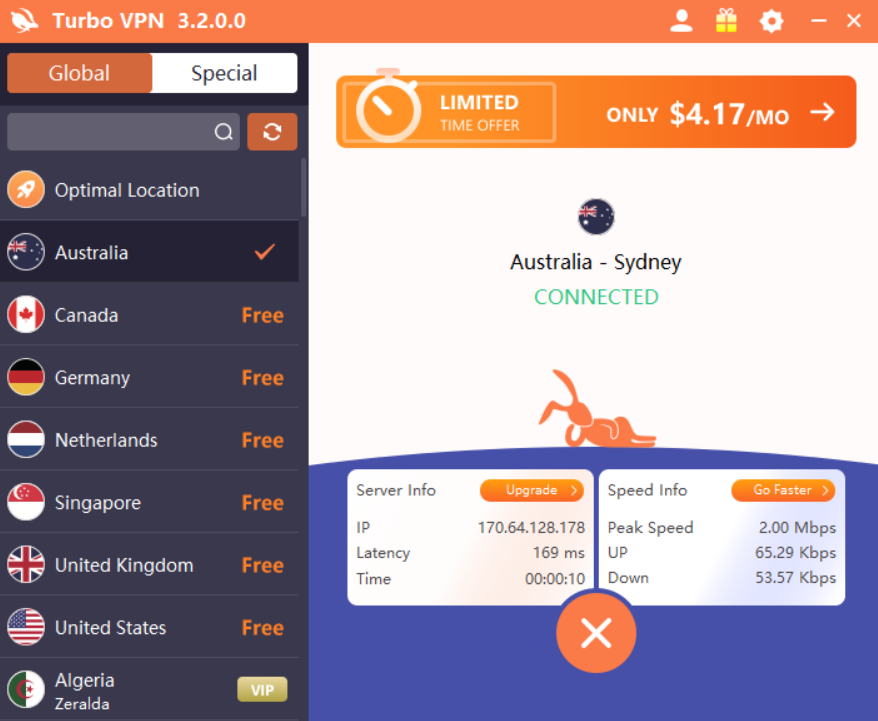 Turbo VPN 3.2.0.0
Global Special
Optimal Location
Australia
Canada Free
Germany Free
Netherlands Free
Singapore Free
United Kingdom Free
United States Free
Algeria
Zeralda
VIP
LIMITED
TIME OFFER
ONLY $4.17/MO
Australia - Sydney
CONNECTED
Server Info Upgrade >
IP 170.64.128.178
Latency 169 ms
Time 00:00:10
Speed Info Go Faster >
Peak Speed 2.00 Mbps
UP 65.29 Kbps
Down 53.57 Kbps